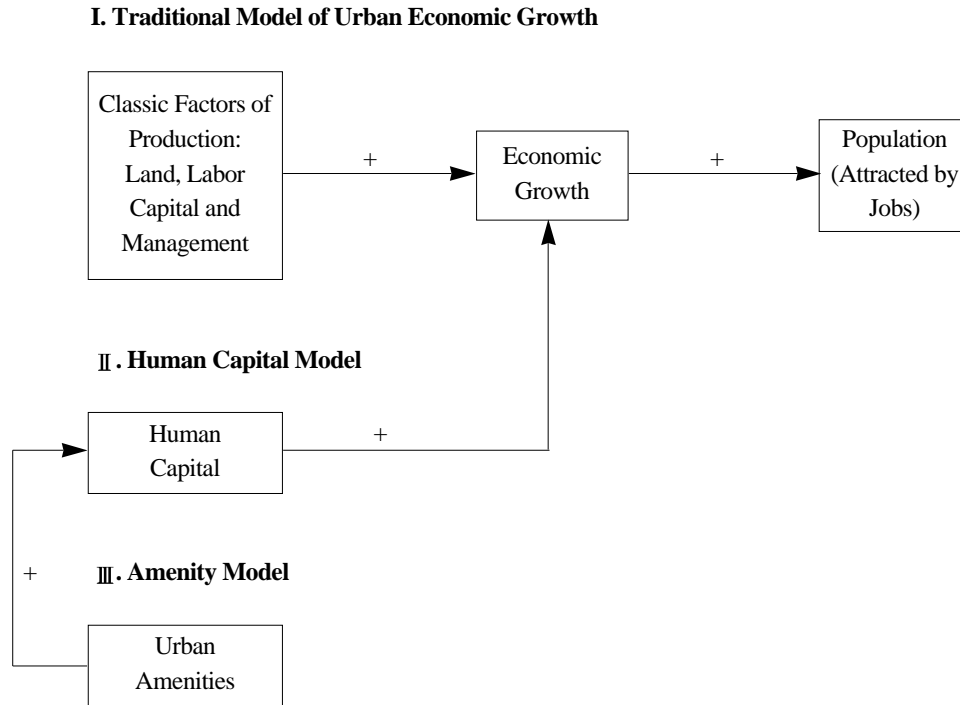 I. Traditional Model of Urban Economic Growth
Classic Factors of
Production:
Land, Labor
Capital and
Management
+
Economic
Growth
+
Population
(Attracted by
Jobs)
Ⅱ. Human Capital Model
Human
Capital
+
+
Ⅲ. Amenity Model
Urban
Amenities